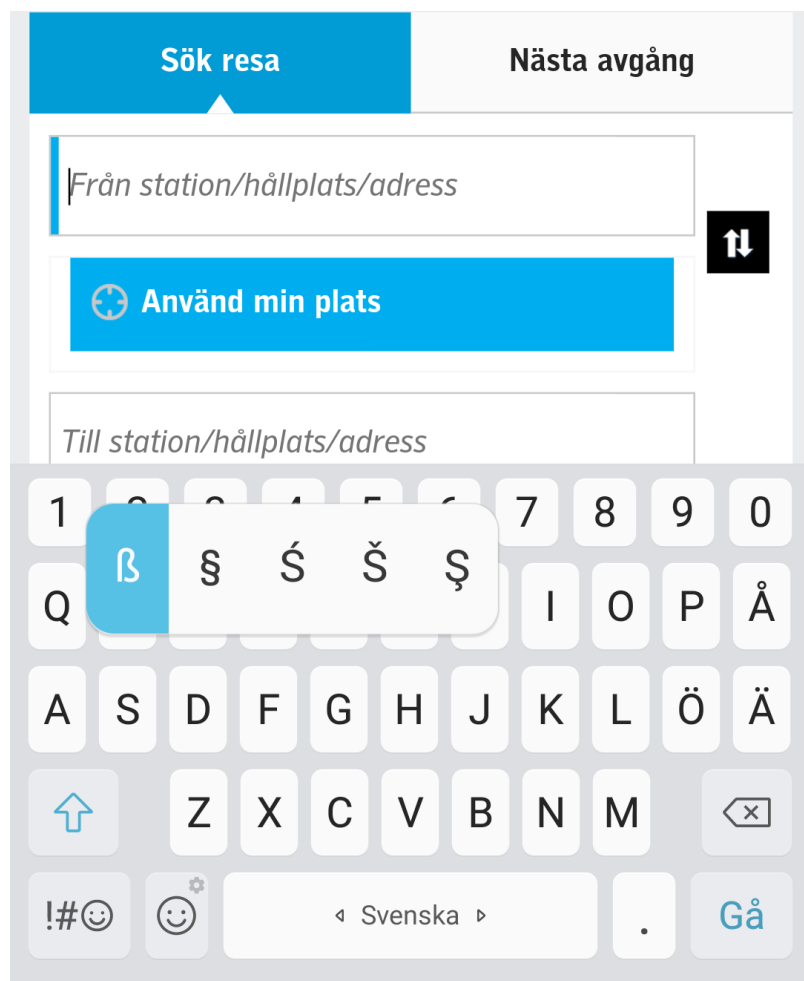 Sök resa Nästa avgång
Från station/hållplats/adress
Använd min plats
Till station/hållplats/adress
1 7 8 9 0
ß § Ś Š Ş
Q I O P Å
A S D F G H J K L Ö Ä
Z X C V B N M
!#☺ Svenska . Gå